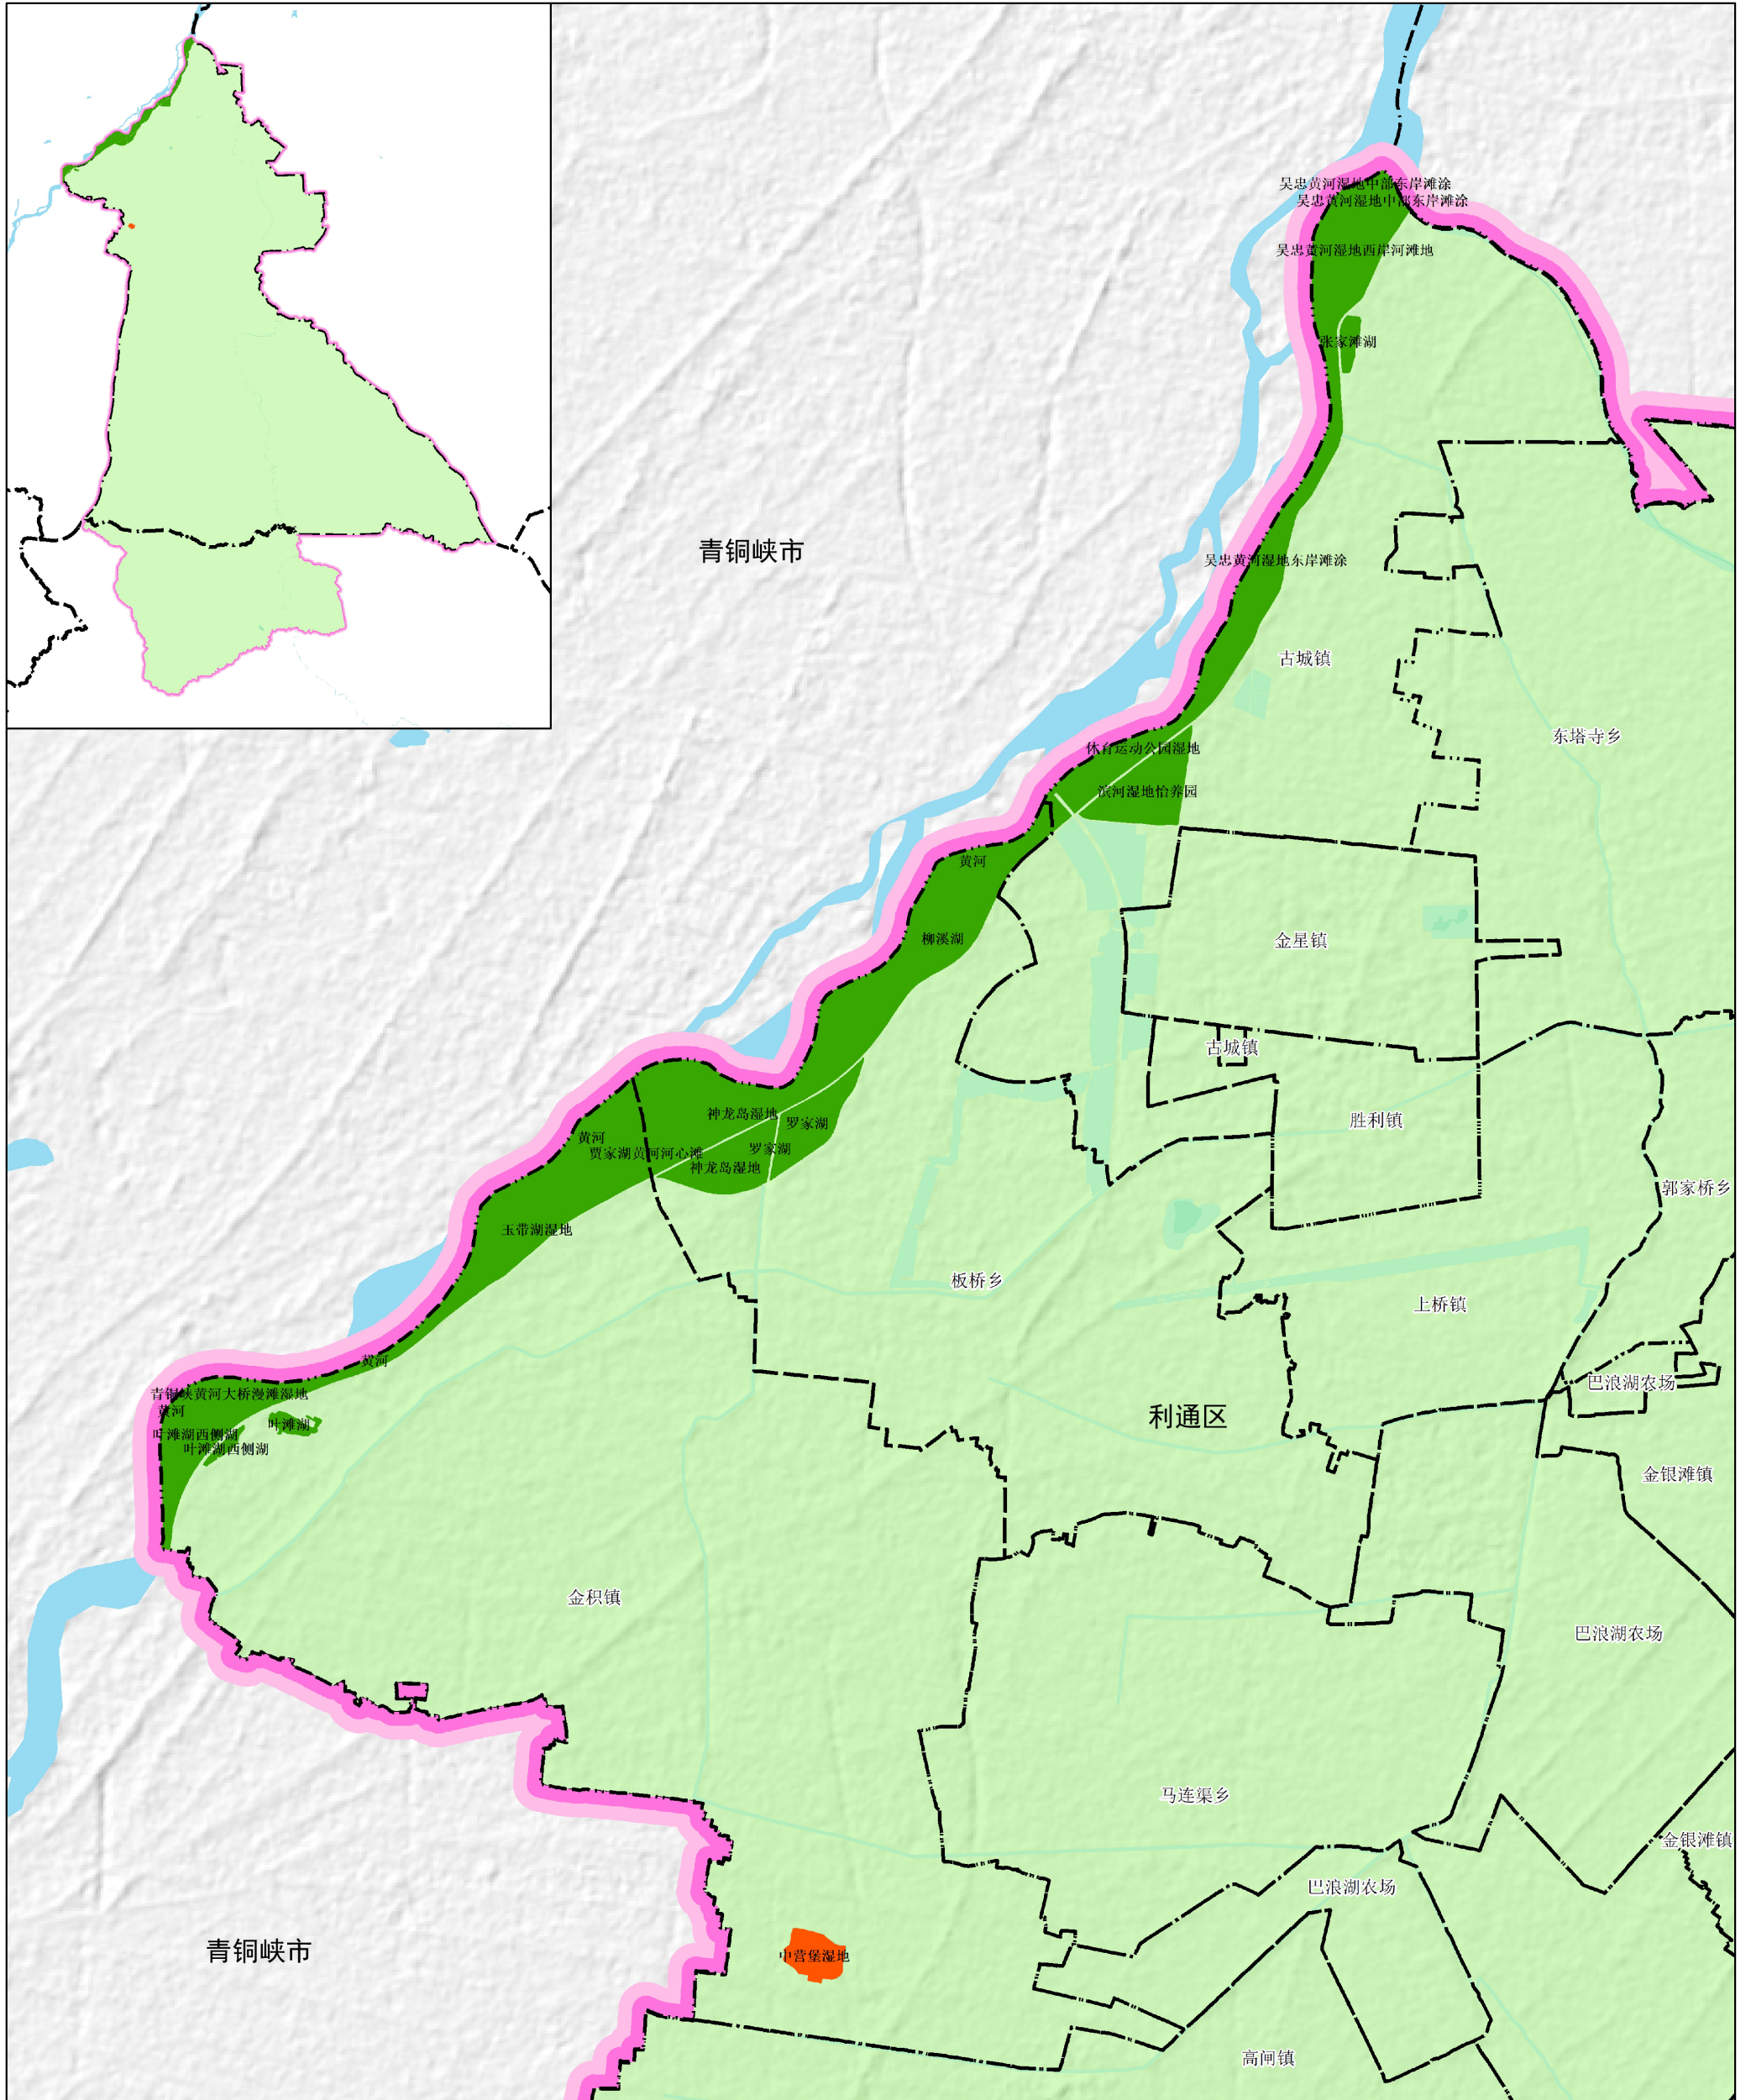 吴忠黄河湿地中部东岸滩涂
吴忠黄河湿地中部东岸滩涂
吴忠黄河湿地西岸河滩地
张家滩湖
青铜峡市
吴忠黄河湿地东岸滩涂
古城镇
东塔寺乡
体育运动公园湿地
滨河湿地怡养园
黄河
柳溪湖
金星镇
古城镇
神龙岛湿地
罗家湖
胜利镇
黄河
贾家湖黄河河心滩
罗家湖
神龙岛湿地
郭家桥乡
玉带湖湿地
板桥乡
上桥镇
黄河
巴浪湖农场
青铜峡黄河大桥漫滩湿地
黄河
利通区
叶滩湖
叶滩湖西侧湖
叶滩湖西侧湖
金银滩镇
金积镇
巴浪湖农场
马连渠乡
金银滩镇
巴浪湖农场
青铜峡市
中营堡湿地
高闸镇